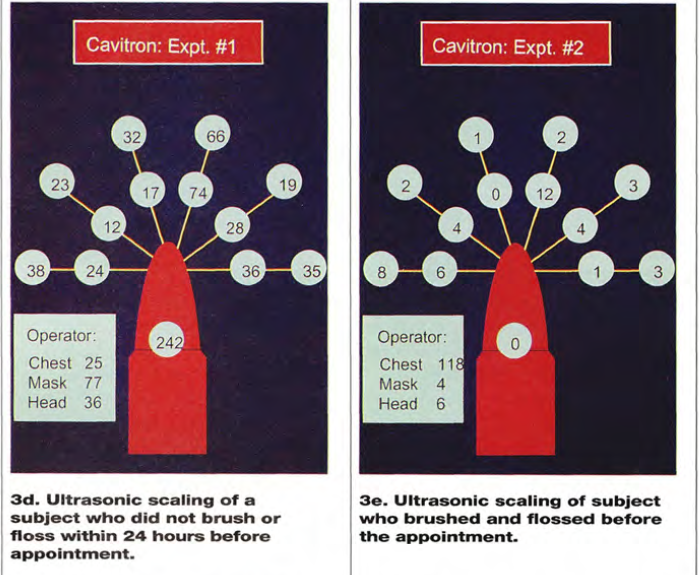 Cavitron: Expt. #1
32 66
23 17 74 19
12 28
38 24 36 35
Operator:
242
Chest 25
Mask 77
Head 36
3d. Ultrasonic scaling of a
subject who did not brush or
floss within 24 hours before
appointment.
Cavitron: Expt. #2
1 2
2 0 12 3
4 4
8 6 1 3
Operator:
0
Chest 118
Mask 4
Head 6
3e. Ultrasonic scaling of subject
who brushed and flossed before
the appointment.